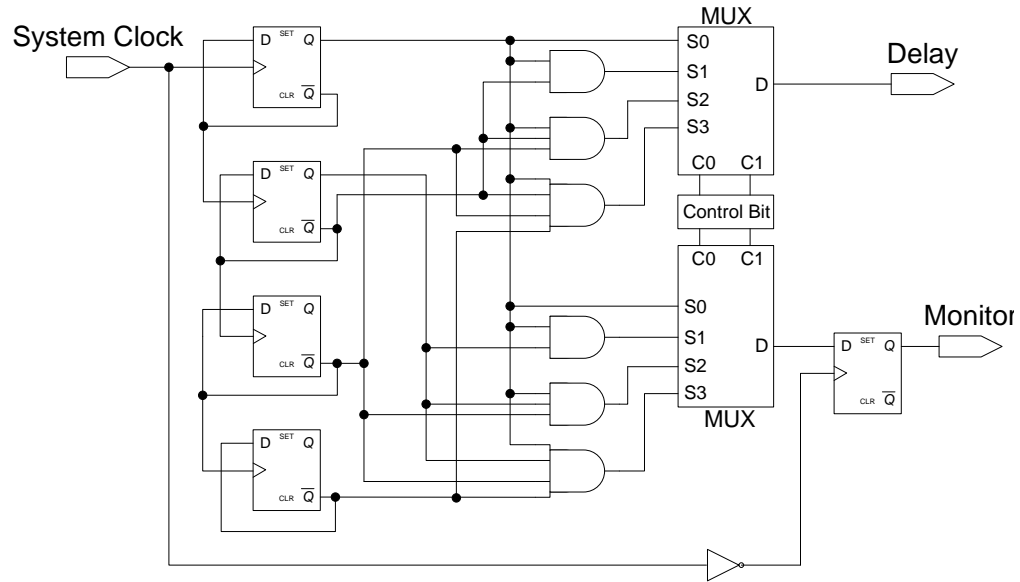 System Clock
D SET Q
CLR Q
D SET Q
CLR Q
D SET Q
CLR Q
D SET Q
CLR Q
MUX
S0
S1
S2
S3
D
C0 C1
Control Bit
C0 C1
S0
S1
S2
S3
D
MUX
Delay
D SET Q
CLR Q
Monitor